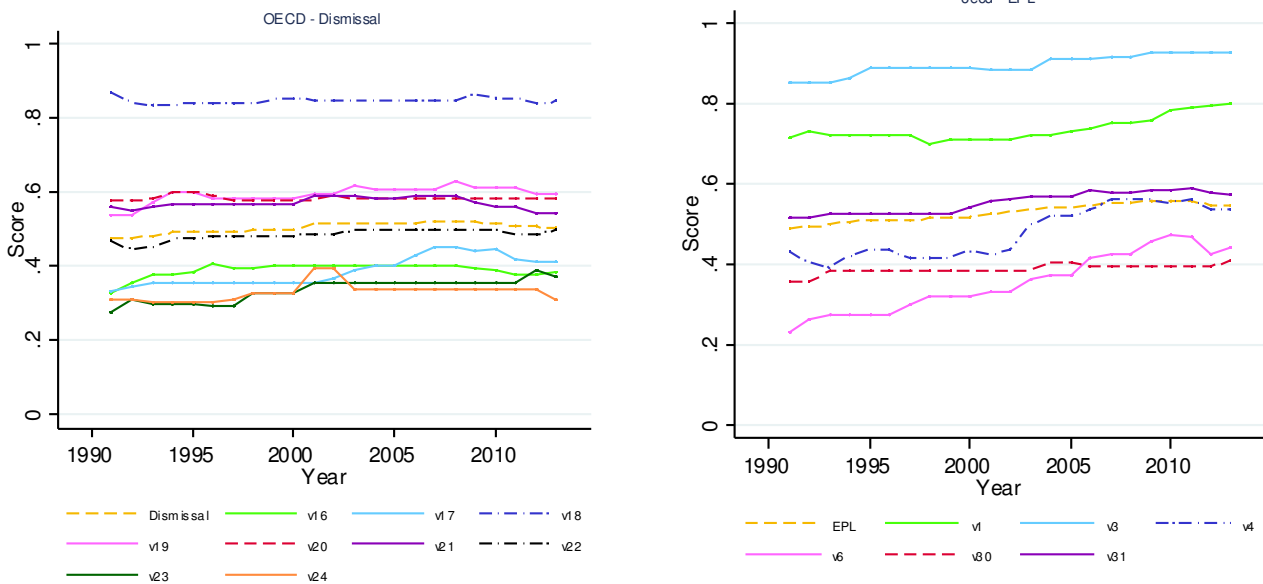 OECD - Dismissal
Score
0
.2
.4
.6
.8
1
1990
1995
2000
2005
2010
Year
Dismissal
v16
v17
v18
v19
v20
v21
v22
v23
v24
EPL
Score
0
.2
.4
.6
.8
1
1990
1995
2000
2005
2010
Year
EPL
v1
v3
v4
v6
v30
v31